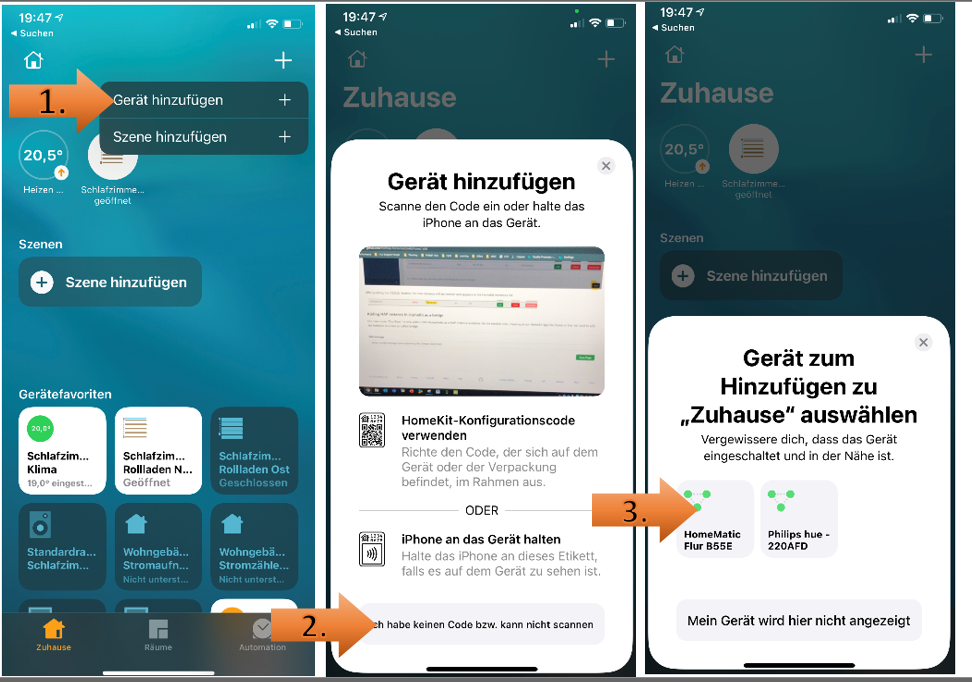 19:47
Suchen
1.
Gerät hinzufügen
Szene hinzufügen
20,5°
Heizen ...
Schlafzimme...
geöffnet
Szenen
Szene hinzufügen
Gerätefavoriten
20,5°
Schlafzim...
Klima
19,0° eingest...
Schlafzim...
Rollladen N...
Geöffnet
Schlafzim...
Rollladen Ost
Geschlossen
Standardra...
Schlafzim...
Wohngebä...
Stromaufn...
Nicht unterst...
Wohngebä...
Stromzähle...
Nicht unterst...
Zuhause
Räume
Automation
19:47
Suchen
Zuhause
Gerät hinzufügen
Scanne den Code ein oder halte das
iPhone an das Gerät.
HomeKit-Konfigurationscode
verwenden
Richte den Code, der sich auf dem
Gerät oder der Verpackung
befindet, im Rahmen aus.
ODER
iPhone an das Gerät halten
Halte das iPhone an dieses Etikett,
falls es auf dem Gerät zu sehen ist.
2.
ch habe keinen Code bzw. kann nicht scannen
19:47
Suchen
Zuhause
20,5°
Heizen ...
Schlafzimme...
geöffnet
Szenen
Szene hinzufügen
Gerät zum
Hinzufügen zu
„Zuhause“ auswählen
Vergewissere dich, dass das Gerät
eingeschaltet und in der Nähe ist.
3.
HomeMatic
Flur B55E
Philips hue -
220AFD
Mein Gerät wird hier nicht angezeigt